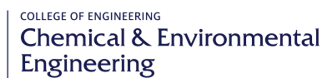 COLLEGE OF ENGINEERING
Chemical & Environmental
Engineering